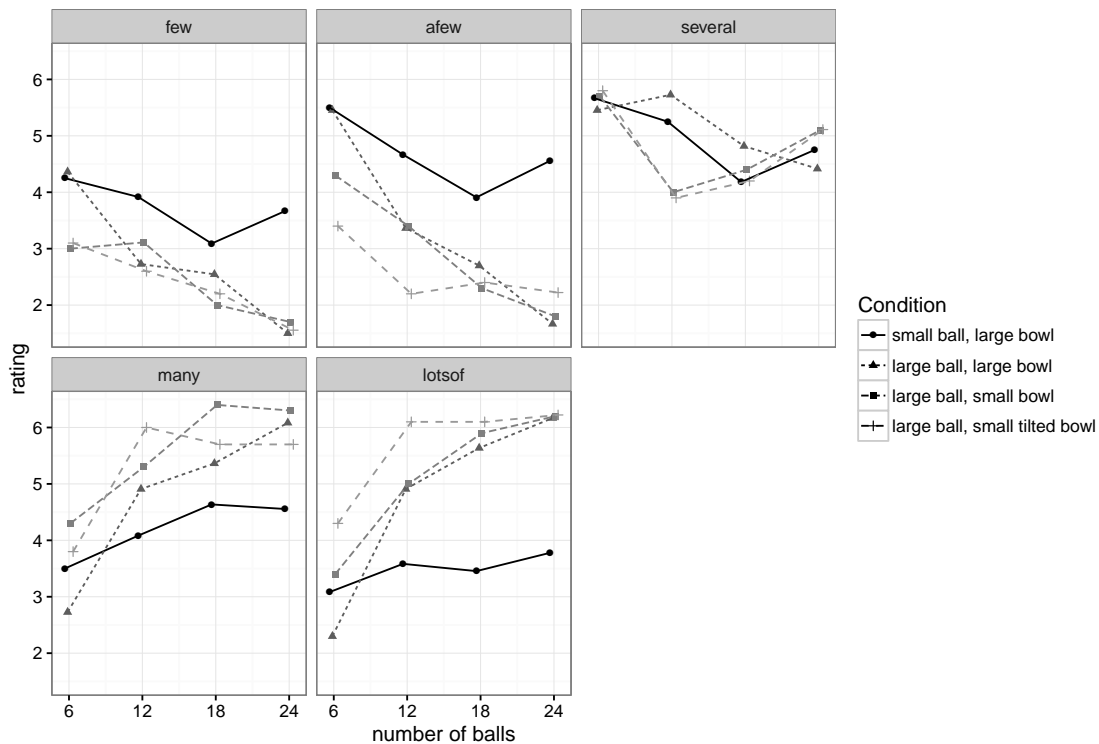 few
afew
several
6
5
4
3
2
many
lotsof
6
5
4
3
2
rating
6
12
18
24
6
12
18
24
number of balls
Condition
small ball, large bowl
large ball, large bowl
large ball, small bowl
large ball, small tilted bowl